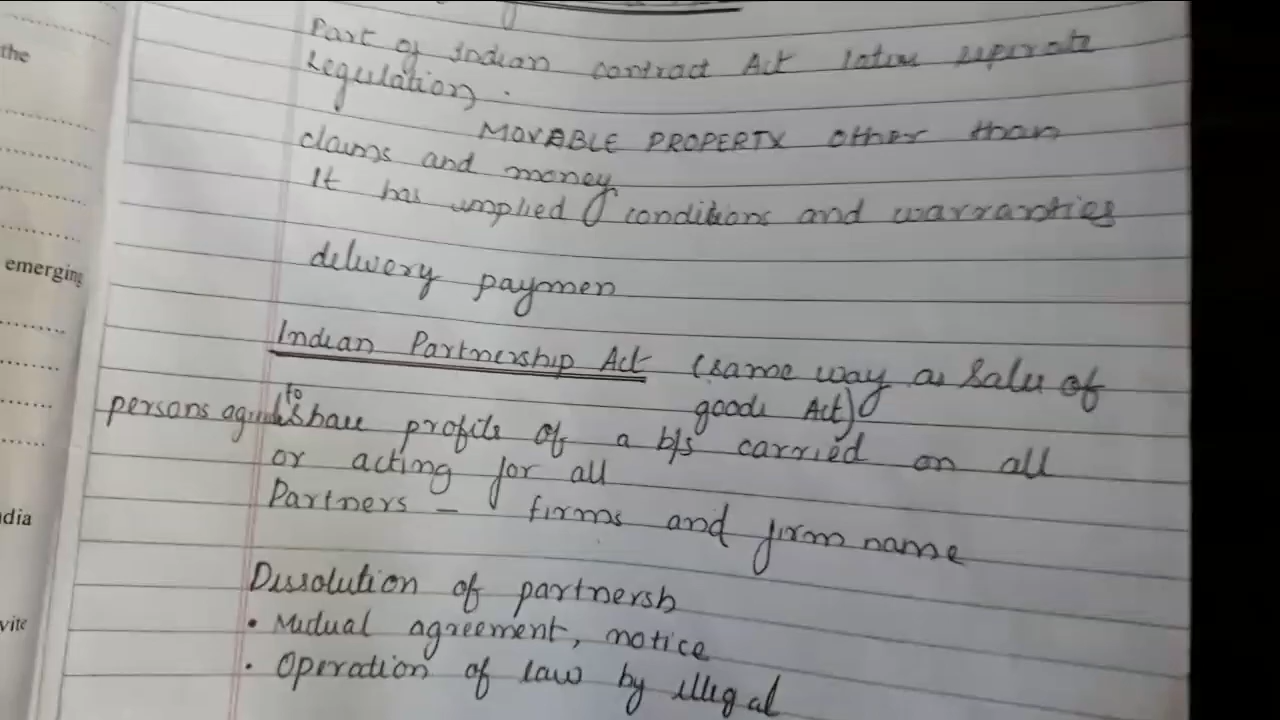 the
emerging
dia
vite
Part of Indian contract Act later seperate
Regulation.
MOVABLE PROPERTY other than
claims and money.
It has implied conditions and warranties
delivery paymen
Indian Partnership Act (same way as Sale of
goods Act)
to
persons share profits of a b/s carried on all
or acting for all
Partners - firms and firm name
Dissolution of partnersh
• Mutual agreement, notice
• Operation of law by illegal